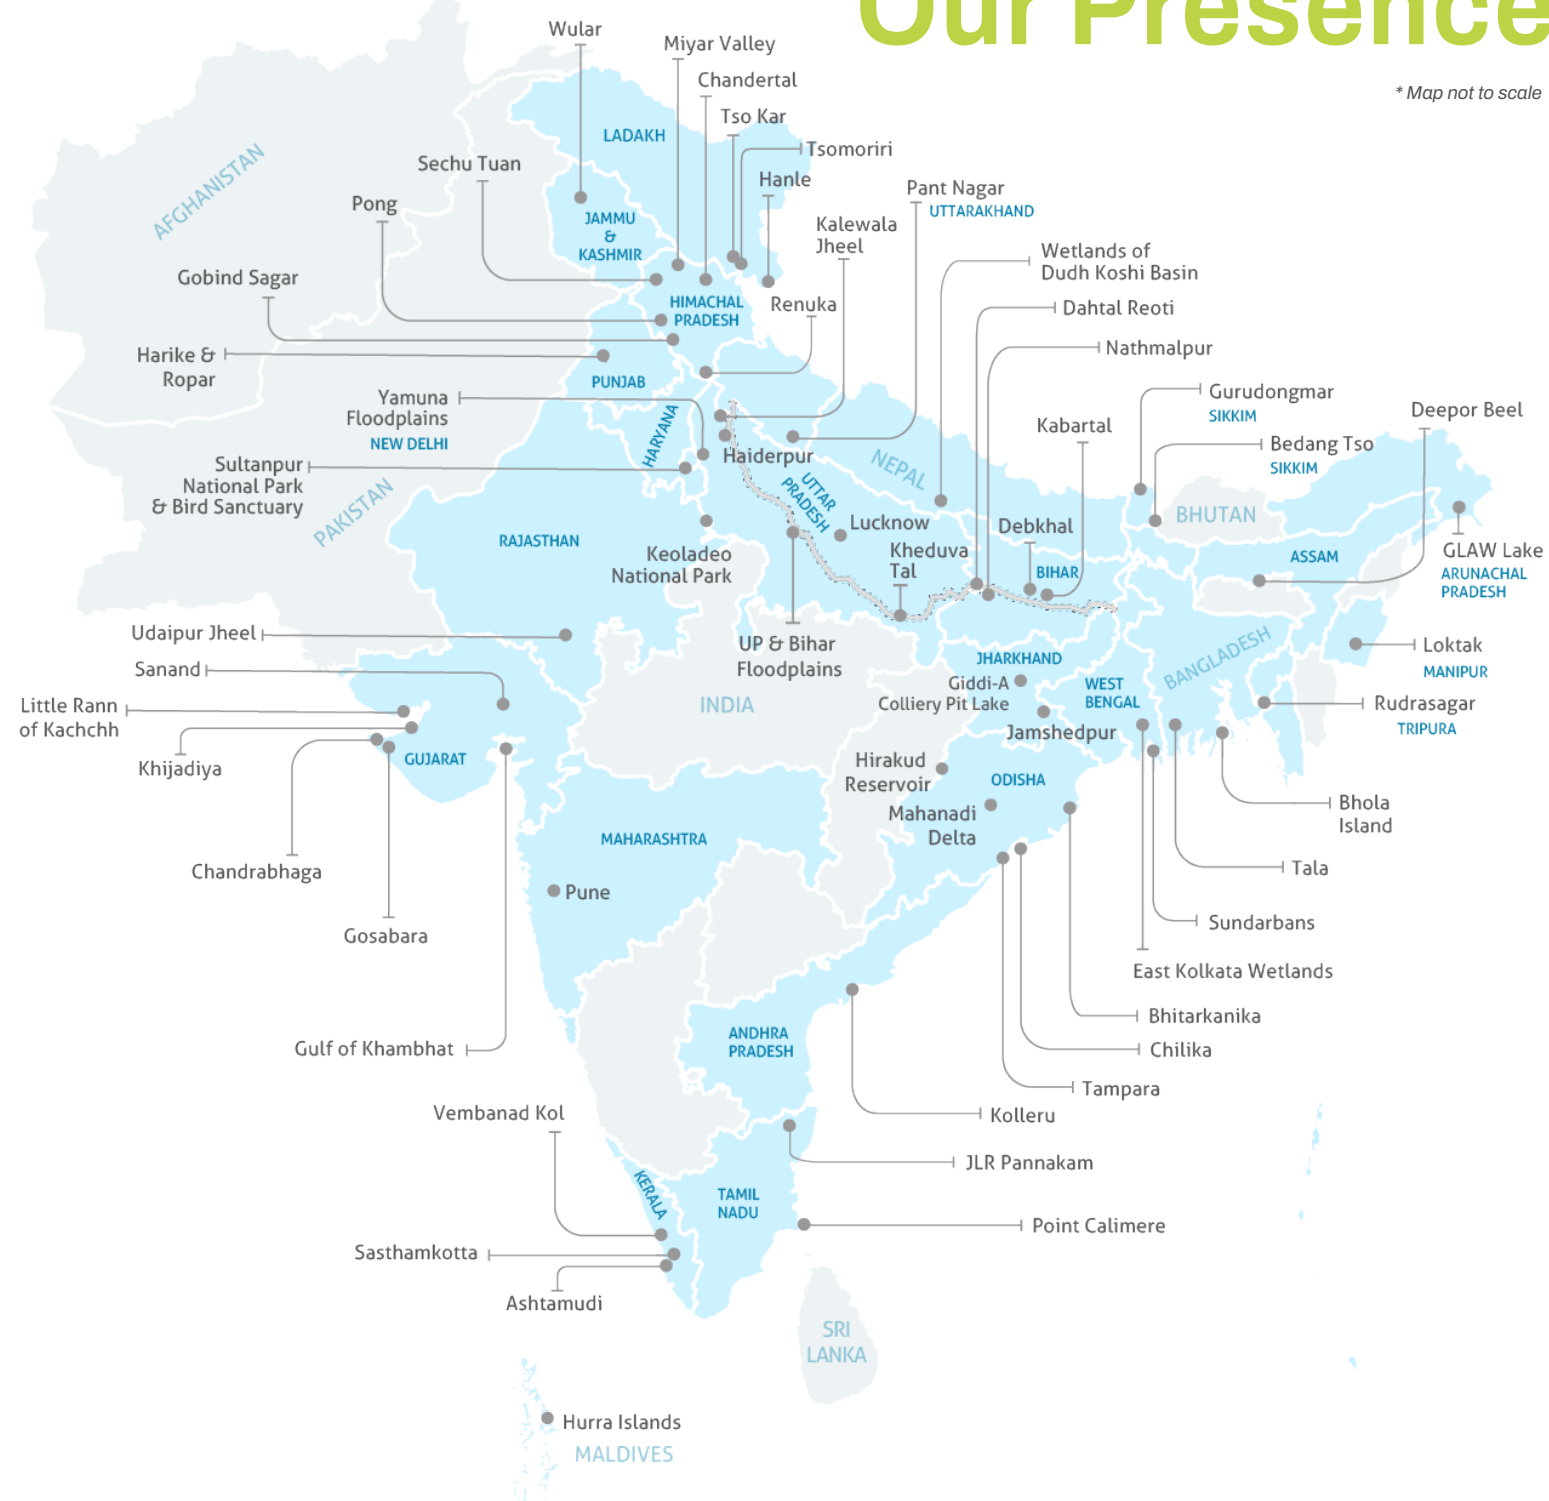 Our Presence
* Map not to scale
Wular
Miyar Valley
Chandertal
Tso Kar
Tsomoriri
Hanle
LADAKH
Sechu Tuan
Pong
AFGHANISTAN
JAMMU
&
KASHMIR
Pant Nagar
UTTARAKHAND
Kalewala
Jheel
Wetlands of
Dudh Koshi Basin
Gobind Sagar
HIMACHAL
PRADESH
Renuka
Dahtal Reoti
Nathmalpur
Harike &
Ropar
PUNJAB
Yamuna
Floodplains
NEW DELHI
HARYANA
Gurudongmar
SIKKIM
Deepor Beel
Kabartal
Bedang Tso
SIKKIM
Haiderpur
NEPAL
Sultanpur
National Park
& Bird Sanctuary
PAKISTAN
UTTAR
PRADESH
Lucknow
Debkhal
BHUTAN
RAJASTHAN
Keoladeo
National Park
Kheduva
Tal
BIHAR
ASSAM
GLAW Lake
ARUNACHAL
PRADESH
Udaipur Jheel
UP & Bihar
Floodplains
JHARKHAND
BANGLADESH
Loktak
MANIPUR
Sanand
INDIA
Giddi-A
Colliery Pit Lake
WEST
BENGAL
Rudrasagar
TRIPURA
Little Rann
of Kachchh
Jamshedpur
Khijadiya
GUJARAT
Hirakud
Reservoir
ODISHA
Bhola
Island
Mahanadi
Delta
MAHARASHTRA
Chandrabhaga
Tala
Pune
Sundarbans
Gosabara
East Kolkata Wetlands
Bhitarkanika
ANDHRA
PRADESH
Gulf of Khambhat
Chilika
Tampara
Vembanad Kol
Kolleru
JLR Pannakam
KERALA
TAMIL
NADU
Point Calimere
Sasthamkotta
Ashtamudi
SRI
LANKA
Hurra Islands
MALDIVES